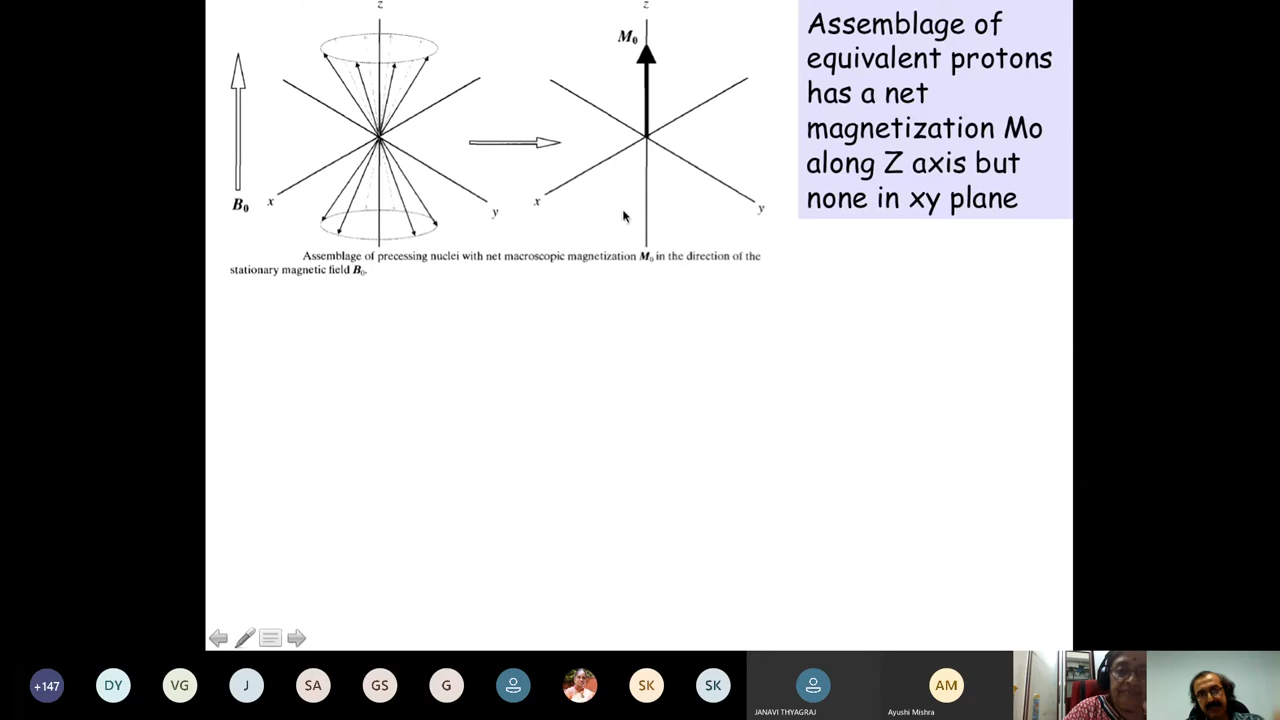 z
z
M₀
B₀
x
y
x
y
Assemblage of
equivalent protons
has a net
magnetization Mo
along Z axis but
none in xy plane
Assemblage of precessing nuclei with net macroscopic magnetization M₀ in the direction of the
stationary magnetic field B₀.
+147
DY
VG
J
SA
GS
G
SK
SK
JANAVI THYAGRAJ
AM
Ayushi Mishra